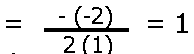 = - (-2) / 2 (1) = 1